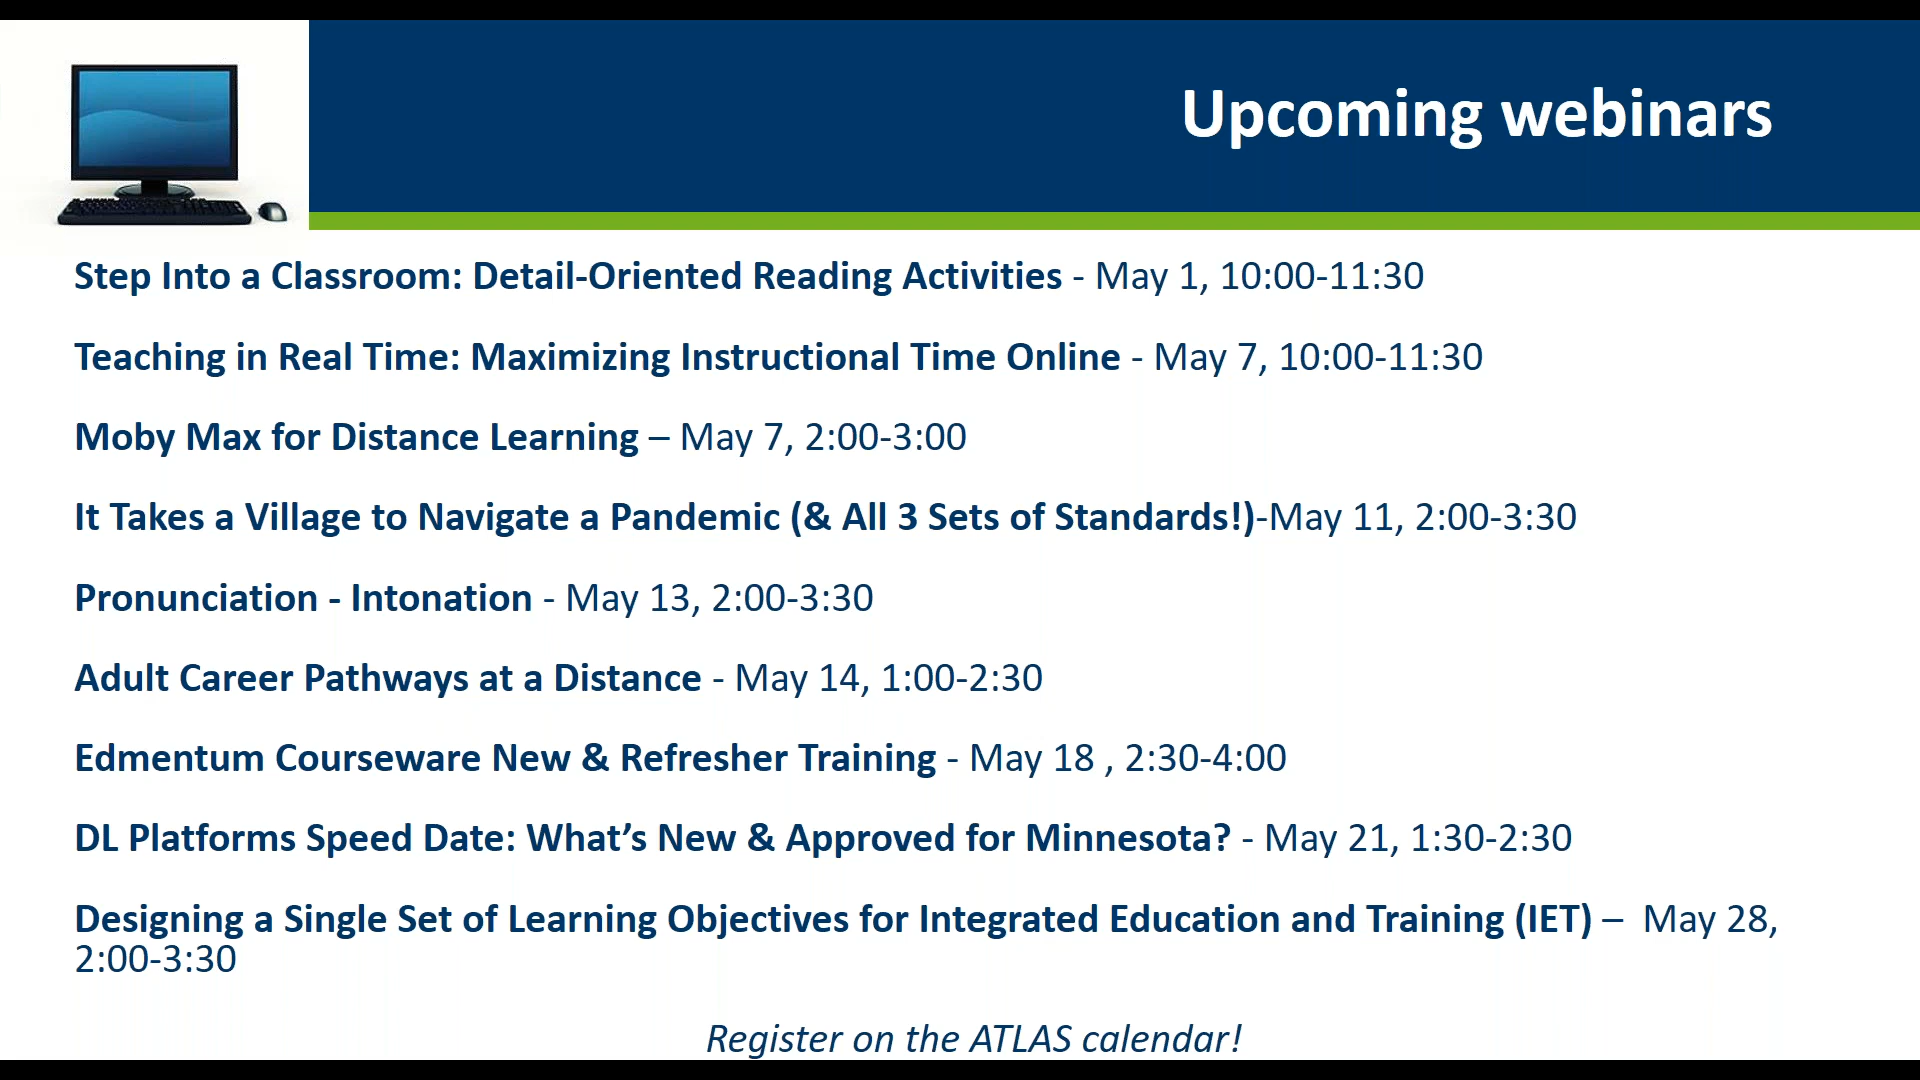 Upcoming webinars
Step Into a Classroom: Detail-Oriented Reading Activities - May 1, 10:00-11:30
Teaching in Real Time: Maximizing Instructional Time Online - May 7, 10:00-11:30
Moby Max for Distance Learning – May 7, 2:00-3:00
It Takes a Village to Navigate a Pandemic (& All 3 Sets of Standards!)-May 11, 2:00-3:30
Pronunciation - Intonation - May 13, 2:00-3:30
Adult Career Pathways at a Distance - May 14, 1:00-2:30
Edmentum Courseware New & Refresher Training - May 18 , 2:30-4:00
DL Platforms Speed Date: What’s New & Approved for Minnesota? - May 21, 1:30-2:30
Designing a Single Set of Learning Objectives for Integrated Education and Training (IET) –  May 28,
2:00-3:30
Register on the ATLAS calendar!